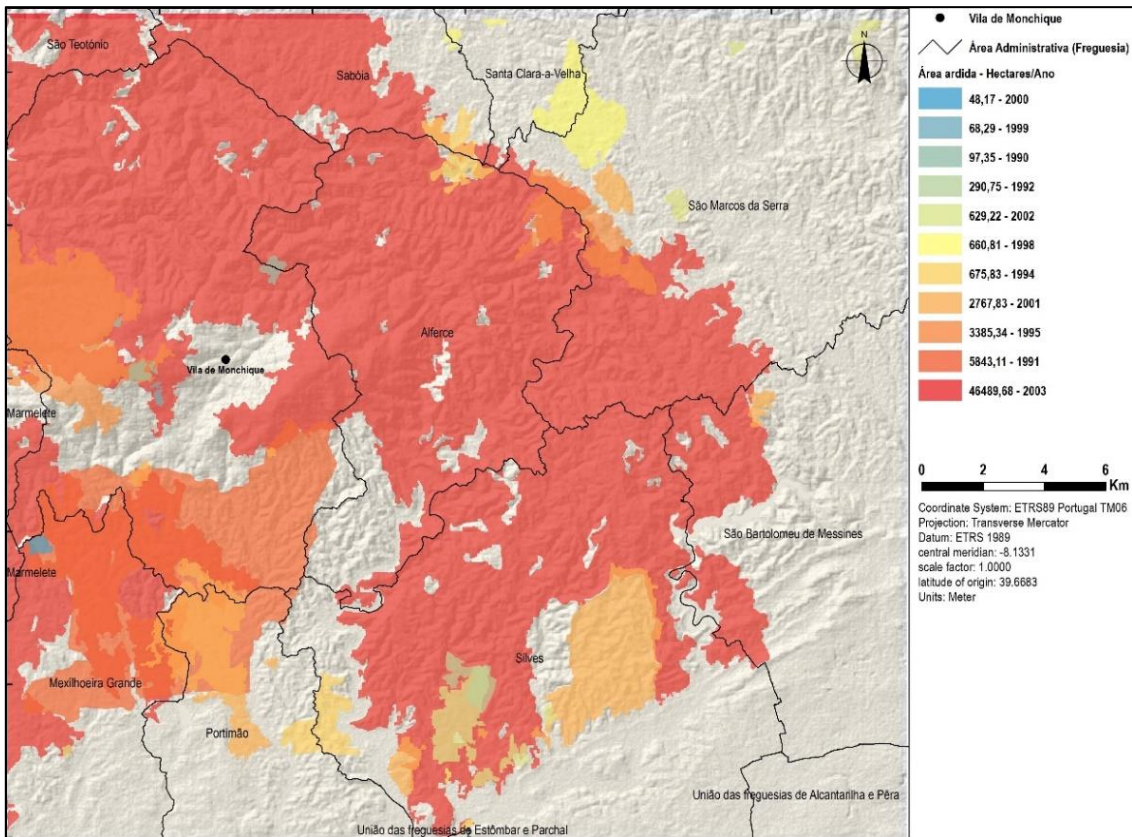 São Teotónio
Sabóia
Santa Clara-a-Velha
São Marcos da Serra
Alferce
Vila de Monchique
Marmelete
São Bartolomeu de Messines
Marmelete
Silves
Mexilhoeira Grande
Portimão
União das freguesias de Alcantarilha e Pêra
União das freguesias de Estômbar e Parchal
N
Vila de Monchique
Área Administrativa (Freguesia)
Área ardida - Hectares/Ano
48,17 - 2000
68,29 - 1999
97,35 - 1990
290,75 - 1992
629,22 - 2002
660,81 - 1998
675,83 - 1994
2767,83 - 2001
3385,34 - 1995
5843,11 - 1991
46489,68 - 2003
0 2 4 6
Km
Coordinate System: ETRS89 Portugal TM06
Projection: Transverse Mercator
Datum: ETRS 1989
central meridian: -8.1331
scale factor: 1.0000
latitude of origin: 39.6683
Units: Meter